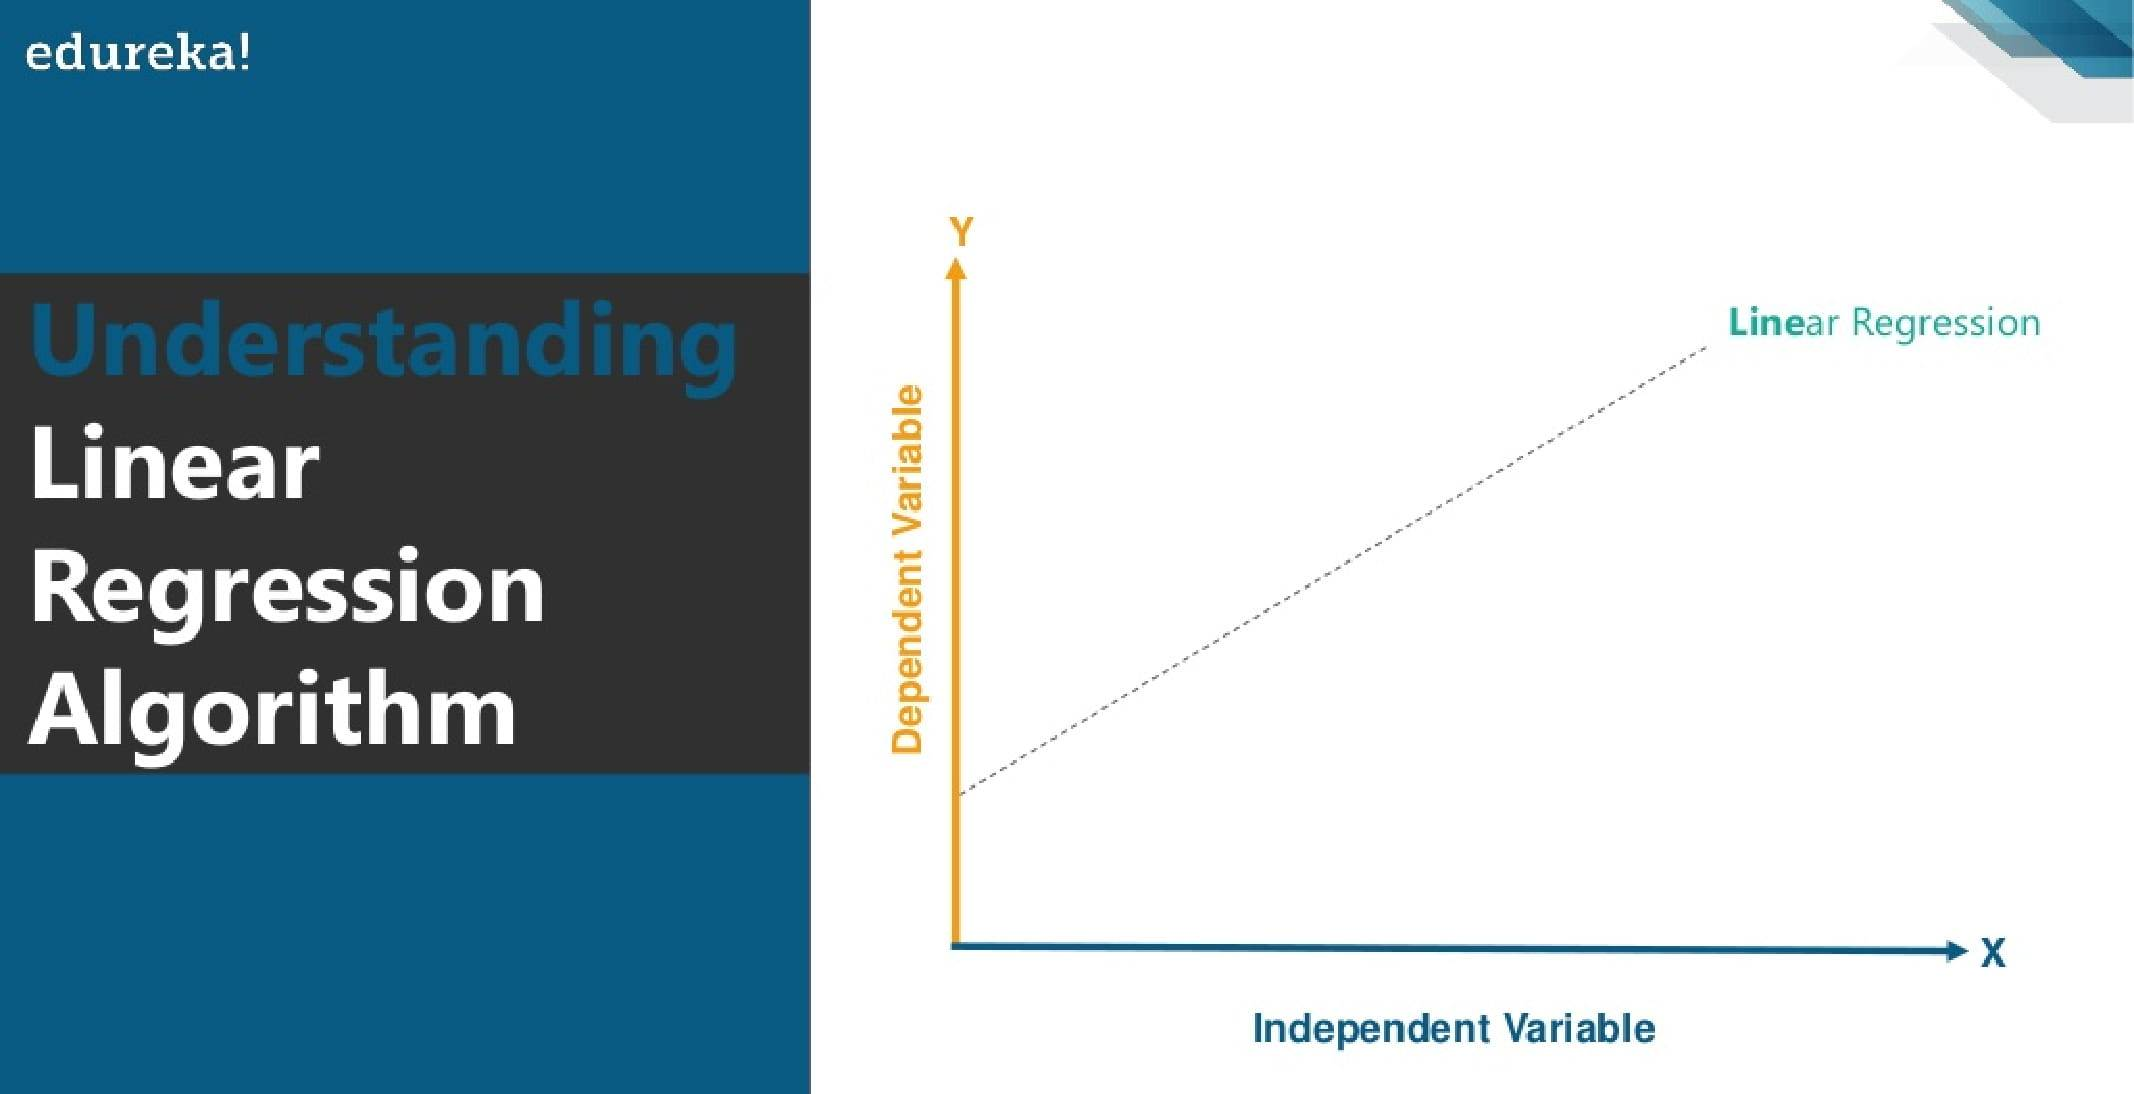 edureka!
Understanding
Linear
Regression
Algorithm
Y
Linear Regression
Dependent Variable
X
Independent Variable